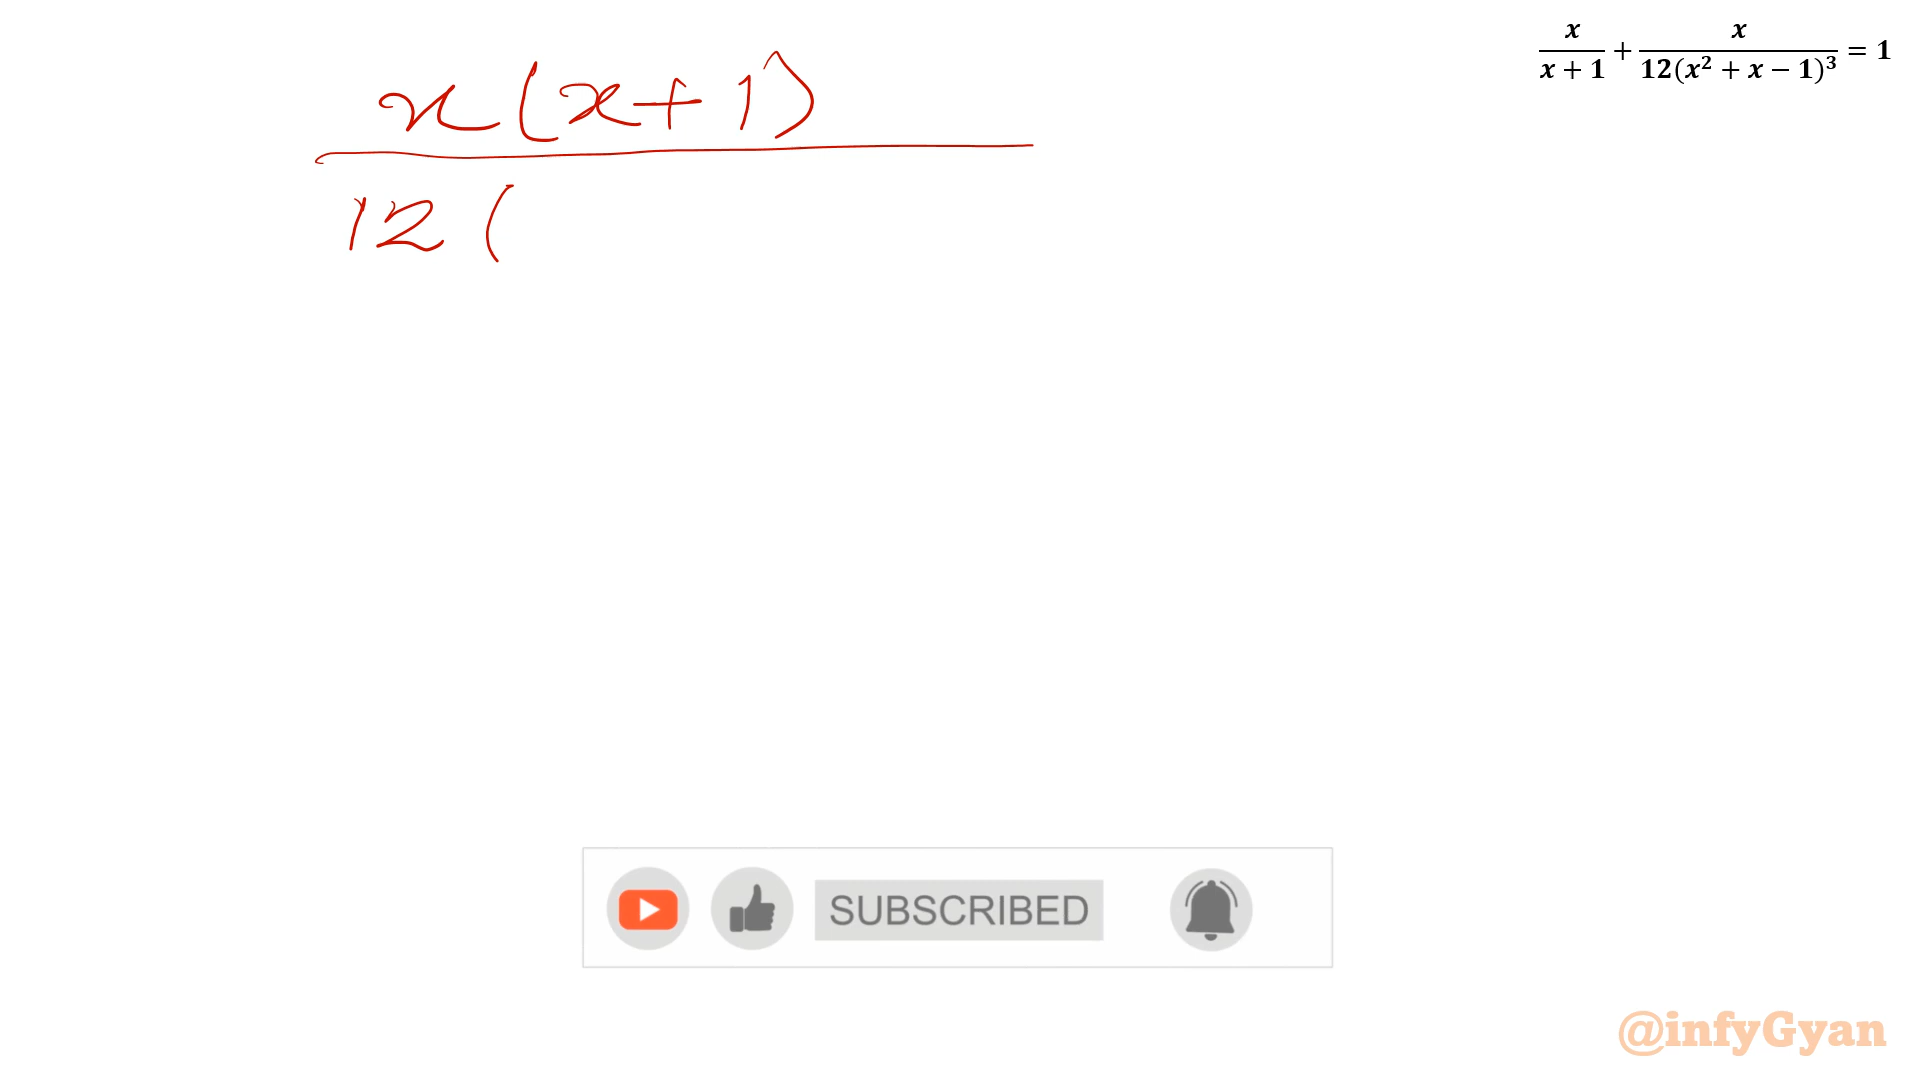 x(x+1)
12(
x/(x+1) + x/(12(x²+x−1)³) = 1
SUBSCRIBED
@infyGyan